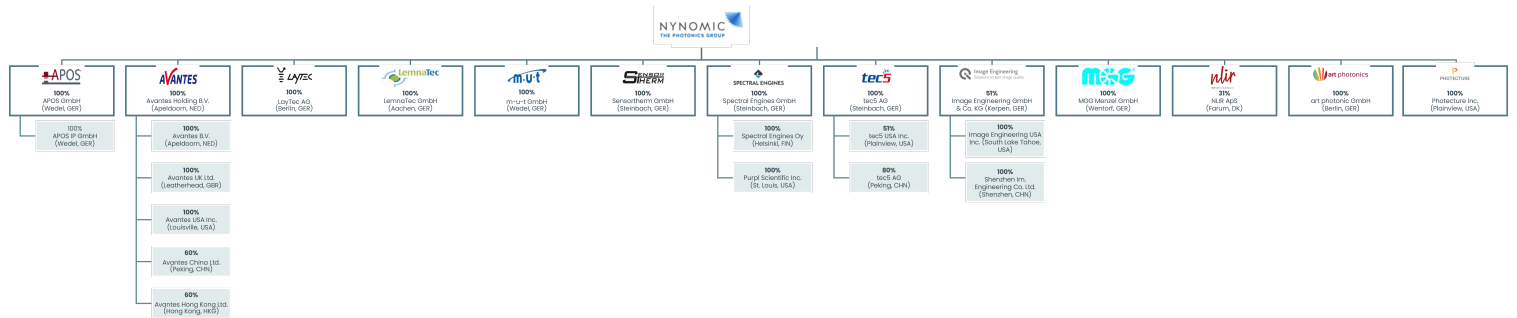 NYNOMIC
THE PHOTONICS GROUP
APOS
100%
APOS GmbH
(Wedel, GER)
100%
APOS IP GmbH
(Wedel, GER)
AVANTES
100%
Avantes Holding B.V.
(Apeldoorn, NED)
100%
Avantes B.V.
(Apeldoorn, NED)
100%
Avantes UK Ltd.
(Leatherhead, GBR)
100%
Avantes USA Inc.
(Louisville, USA)
60%
Avantes China Ltd.
(Peking, CHN)
60%
Avantes Hong Kong Ltd.
(Hong Kong, HKG)
LAYTEC
100%
LayTec AG
(Berlin, GER)
LemnaTec
100%
LemnaTec GmbH
(Aachen, GER)
m·u·t
100%
m-u-t GmbH
(Wedel, GER)
SENSOR
THERM
100%
Sensortherm GmbH
(Steinbach, GER)
SPECTRAL ENGINES
100%
Spectral Engines GmbH
(Steinbach, GER)
100%
Spectral Engines Oy
(Helsinki, FIN)
100%
Purpl Scientific Inc.
(St. Louis, USA)
tec5
100%
tec5 AG
(Steinbach, GER)
51%
tec5 USA Inc.
(Plainview, USA)
80%
tec5 AG
(Peking, CHN)
Image Engineering
51%
Image Engineering GmbH
& Co. KG (Kerpen, GER)
100%
Image Engineering USA
Inc. (South Lake Tahoe,
USA)
100%
Shenzhen Im.
Engineering Co. Ltd.
(Shenzhen, CHN)
MGG
100%
MGG Menzel GmbH
(Wentorf, GER)
nlir
31%
NLIR ApS
(Farum, DK)
art photonics
100%
art photonic GmbH
(Berlin, GER)
PHOTECTURE
100%
Photecture Inc.
(Plainview, USA)